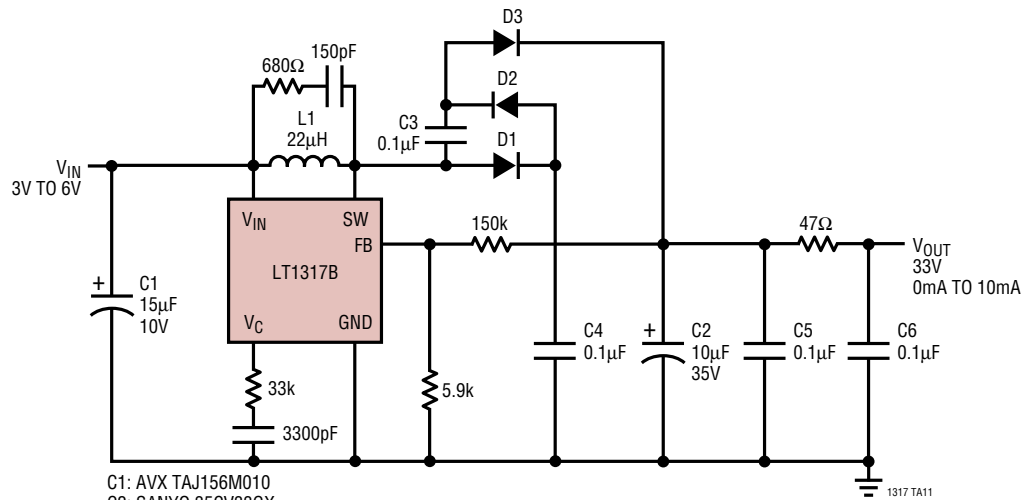 D3
150pF
680Ω
D2
L1
22µH
C3
0.1µF
D1
VIN
3V TO 6V
VIN
SW
150k
47Ω
FB
VOUT
33V
0mA TO 10mA
LT1317B
+
C1
15µF
10V
VC
GND
C4
0.1µF
+
C2
10µF
35V
C5
0.1µF
C6
0.1µF
33k
5.9k
3300pF
C1: AVX TAJ156M010
1317 TA11